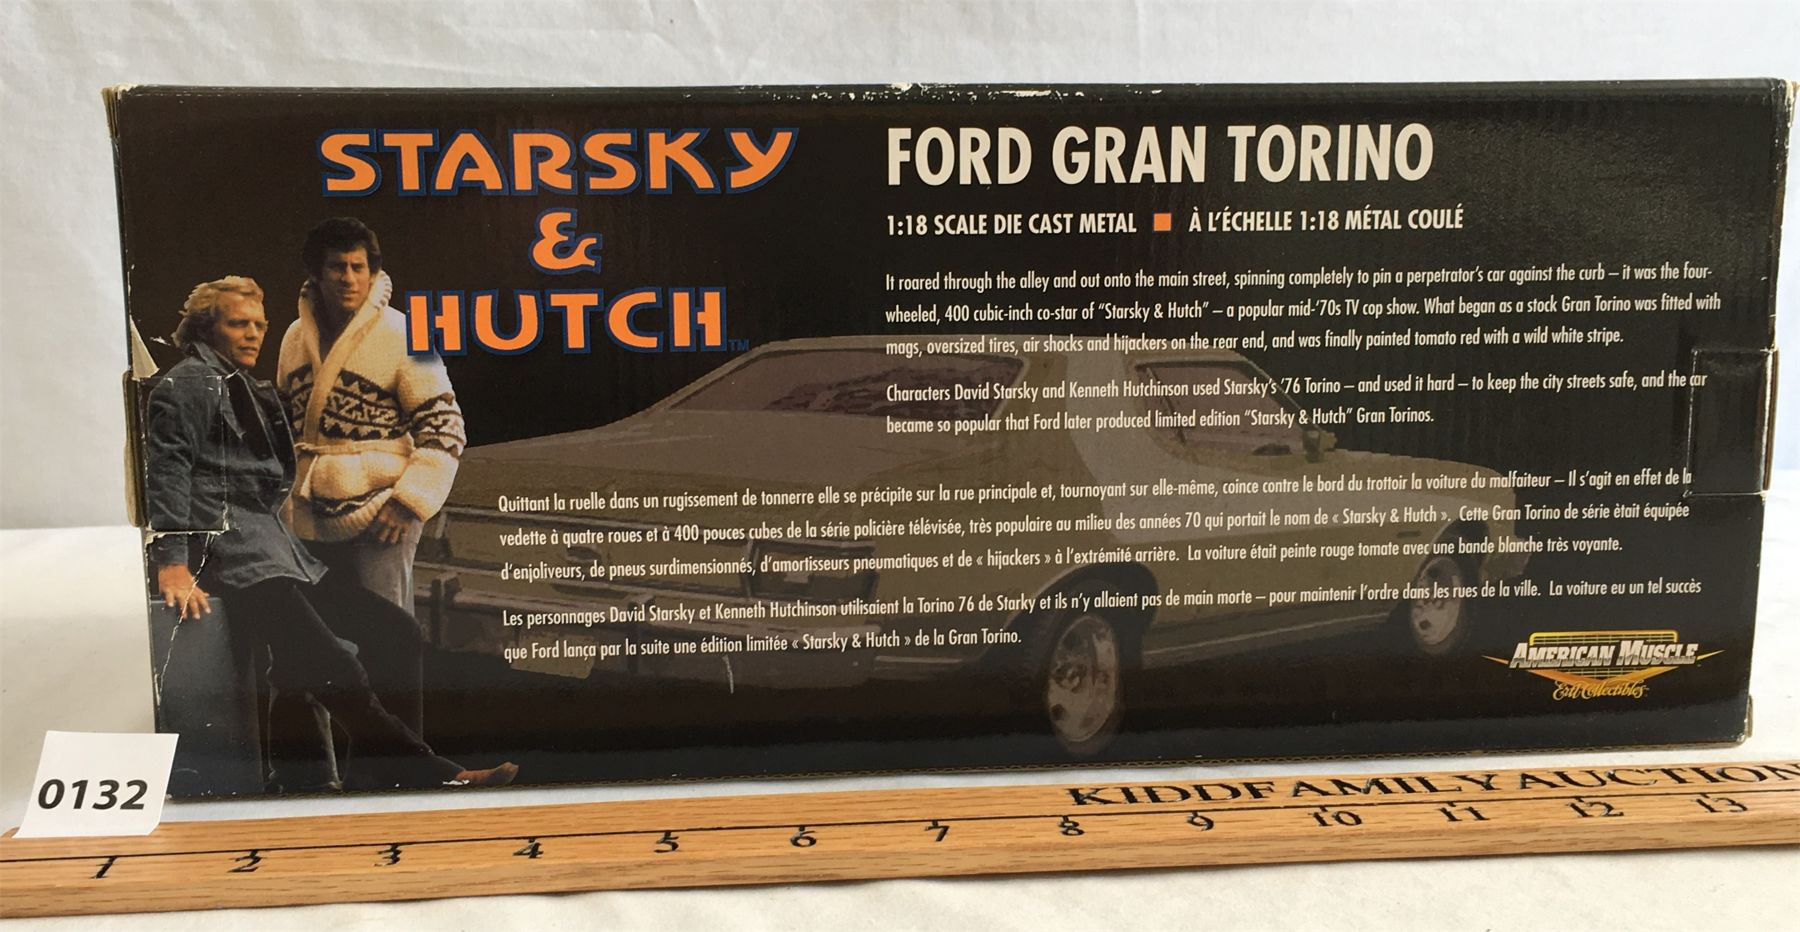 STARSKY
&
HUTCH™
FORD GRAN TORINO
1:18 SCALE DIE CAST METAL ■ À L'ÉCHELLE 1:18 MÉTAL COULÉ
It roared through the alley and out onto the main street, spinning completely to pin a perpetrator's car against the curb – it was the four-
wheeled, 400 cubic-inch co-star of "Starsky & Hutch" – a popular mid-'70s TV cop show. What began as a stock Gran Torino was fitted with
mags, oversized tires, air shocks and hijackers on the rear end, and was finally painted tomato red with a wild white stripe.
Characters David Starsky and Kenneth Hutchinson used Starsky's '76 Torino – and used it hard – to keep the city streets safe, and the car
became so popular that Ford later produced limited edition "Starsky & Hutch" Gran Torinos.
Quittant la ruelle dans un rugissement de tonnerre elle se précipite sur la rue principale et, tournoyant sur elle-même, coince contre le bord du trottoir la voiture du malfaiteur – Il s'agit en effet de la
vedette à quatre roues et à 400 pouces cubes de la série policière télévisée, très populaire au milieu des années 70 qui portait le nom de « Starsky & Hutch ». Cette Gran Torino de série ètait équipée
d'enjoliveurs, de pneus surdimensionnés, d'amortisseurs pneumatiques et de « hijackers » à l'extrémité arrière. La voiture était peinte rouge tomate avec une bande blanche très voyante.
Les personnages David Starsky et Kenneth Hutchinson utilisaient la Torino 76 de Starky et ils n'y allaient pas de main morte – pour maintenir l'ordre dans les rues de la ville. La voiture eu un tel succès
que Ford lança par la suite une édition limitée « Starsky & Hutch » de la Gran Torino.
AMERICAN MUSCLE
Ertl Collectibles
0132
KIDD FAMILY AUCTION
1 2 3 4 5 6 7 8 9 10 11 12 13